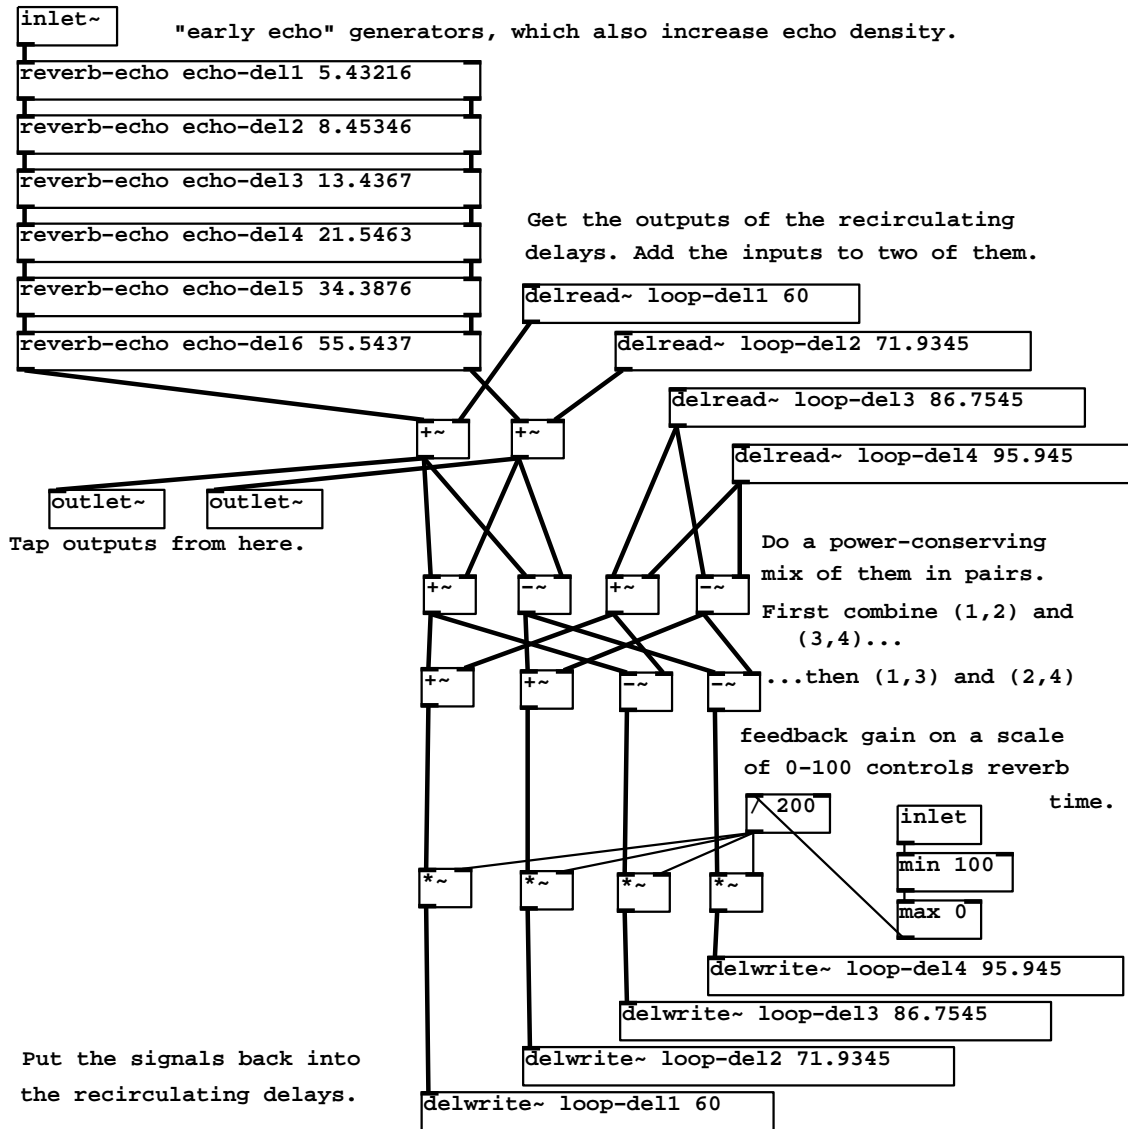 inlet~
"early echo" generators, which also increase echo density.
reverb-echo echo-del1 5.43216
reverb-echo echo-del2 8.45346
reverb-echo echo-del3 13.4367
reverb-echo echo-del4 21.5463
reverb-echo echo-del5 34.3876
reverb-echo echo-del6 55.5437
Get the outputs of the recirculating
delays. Add the inputs to two of them.
delread~ loop-del1 60
delread~ loop-del2 71.9345
delread~ loop-del3 86.7545
delread~ loop-del4 95.945
+~
+~
outlet~
outlet~
Tap outputs from here.
Do a power-conserving
mix of them in pairs.
+~
-~
+~
-~
First combine (1,2) and
(3,4)...
+~
+~
-~
-~
...then (1,3) and (2,4)
feedback gain on a scale
of 0-100 controls reverb
time.
/ 200
inlet
min 100
max 0
*~
*~
*~
*~
delwrite~ loop-del4 95.945
delwrite~ loop-del3 86.7545
delwrite~ loop-del2 71.9345
delwrite~ loop-del1 60
Put the signals back into
the recirculating delays.